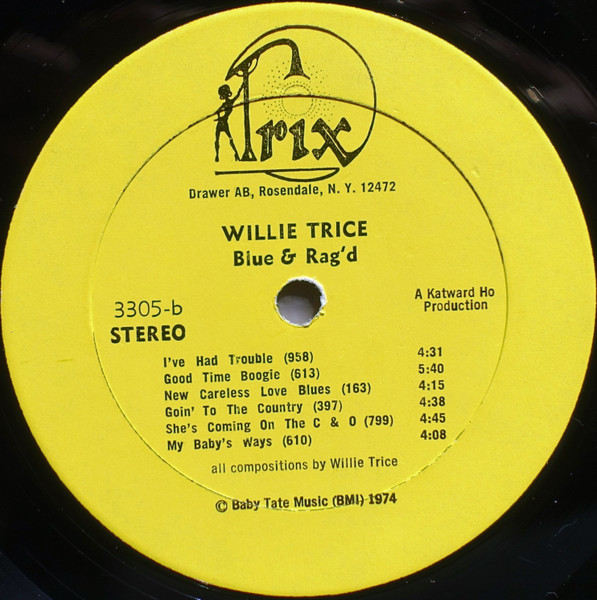 Trix
Drawer AB, Rosendale, N. Y. 12472
WILLIE TRICE
Blue & Rag'd
3305-b
STEREO
A Katward Ho
Production
I've Had Trouble (958) 4:31
Good Time Boogie (613) 5:40
New Careless Love Blues (163) 4:15
Goin' To The Country (397) 4:38
She's Coming On The C & O (799) 4:45
My Baby's Ways (610) 4:08
all compositions by Willie Trice
© Baby Tate Music (BMI) 1974